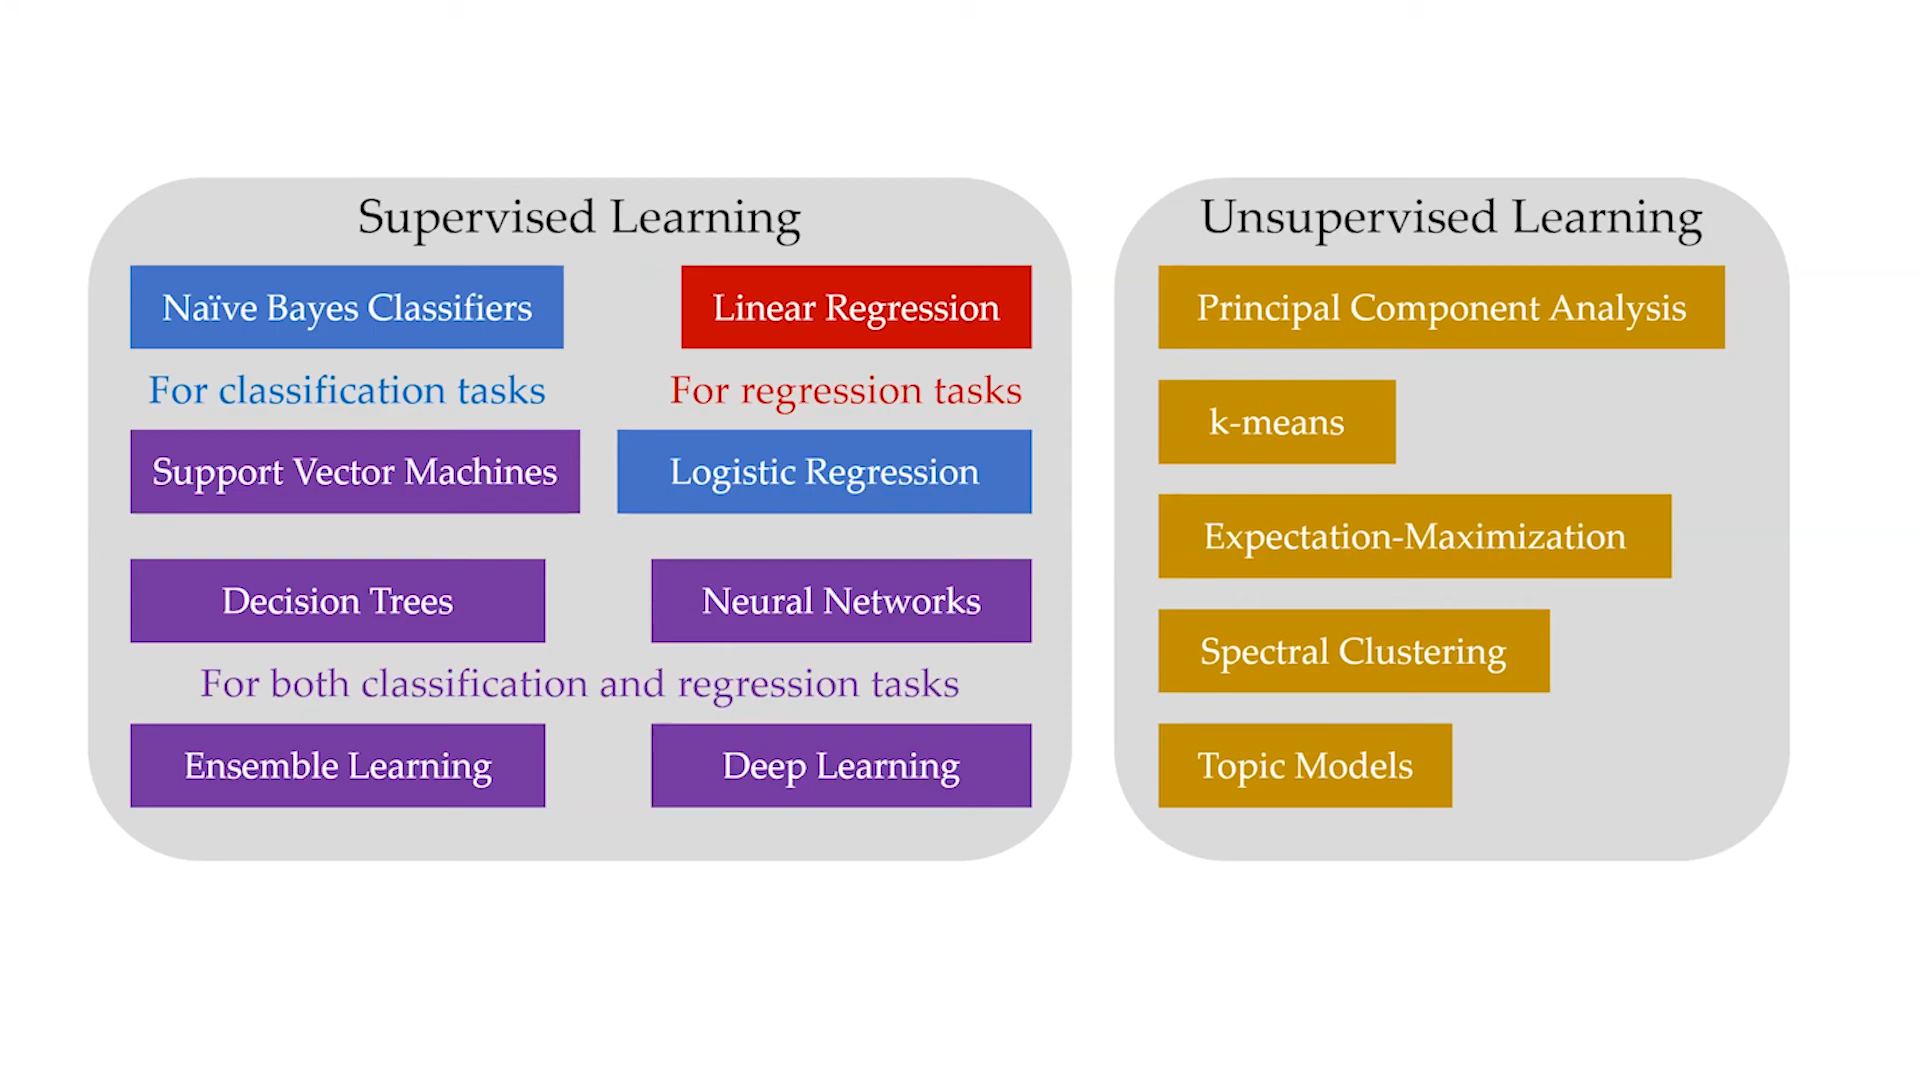 Supervised Learning
Naïve Bayes Classifiers
Linear Regression
For classification tasks
For regression tasks
Support Vector Machines
Logistic Regression
Decision Trees
Neural Networks
For both classification and regression tasks
Ensemble Learning
Deep Learning
Unsupervised Learning
Principal Component Analysis
k-means
Expectation-Maximization
Spectral Clustering
Topic Models